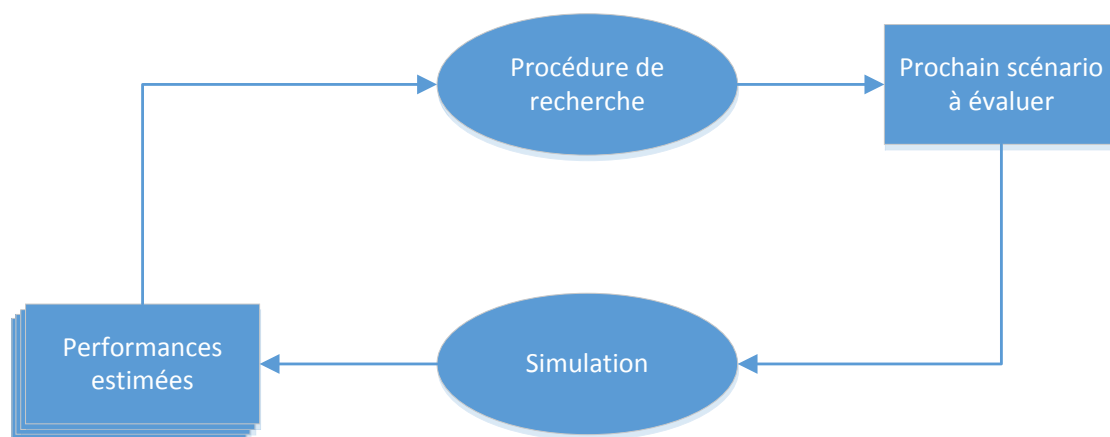 Procédure de
recherche
Prochain scénario
à évaluer
Performances
estimées
Simulation